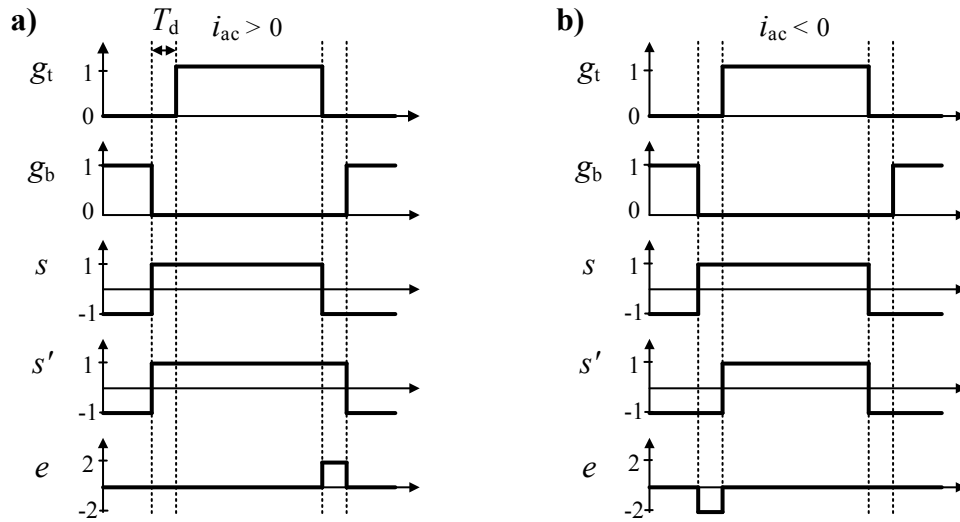 a) T_d i_ac > 0
g_t 1 0
g_b 1 0
s 1 -1
s' 1 -1
e 2 -2
b) i_ac < 0
g_t 1 0
g_b 1 0
s 1 -1
s' 1 -1
e 2 -2